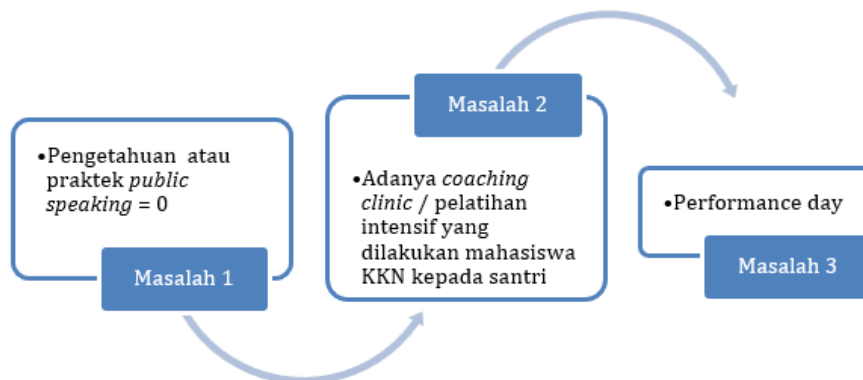 •Pengetahuan atau
praktek public
speaking = 0
Masalah 1
Masalah 2
•Adanya coaching
clinic / pelatihan
intensif yang
dilakukan mahasiswa
KKN kepada santri
•Performance day
Masalah 3